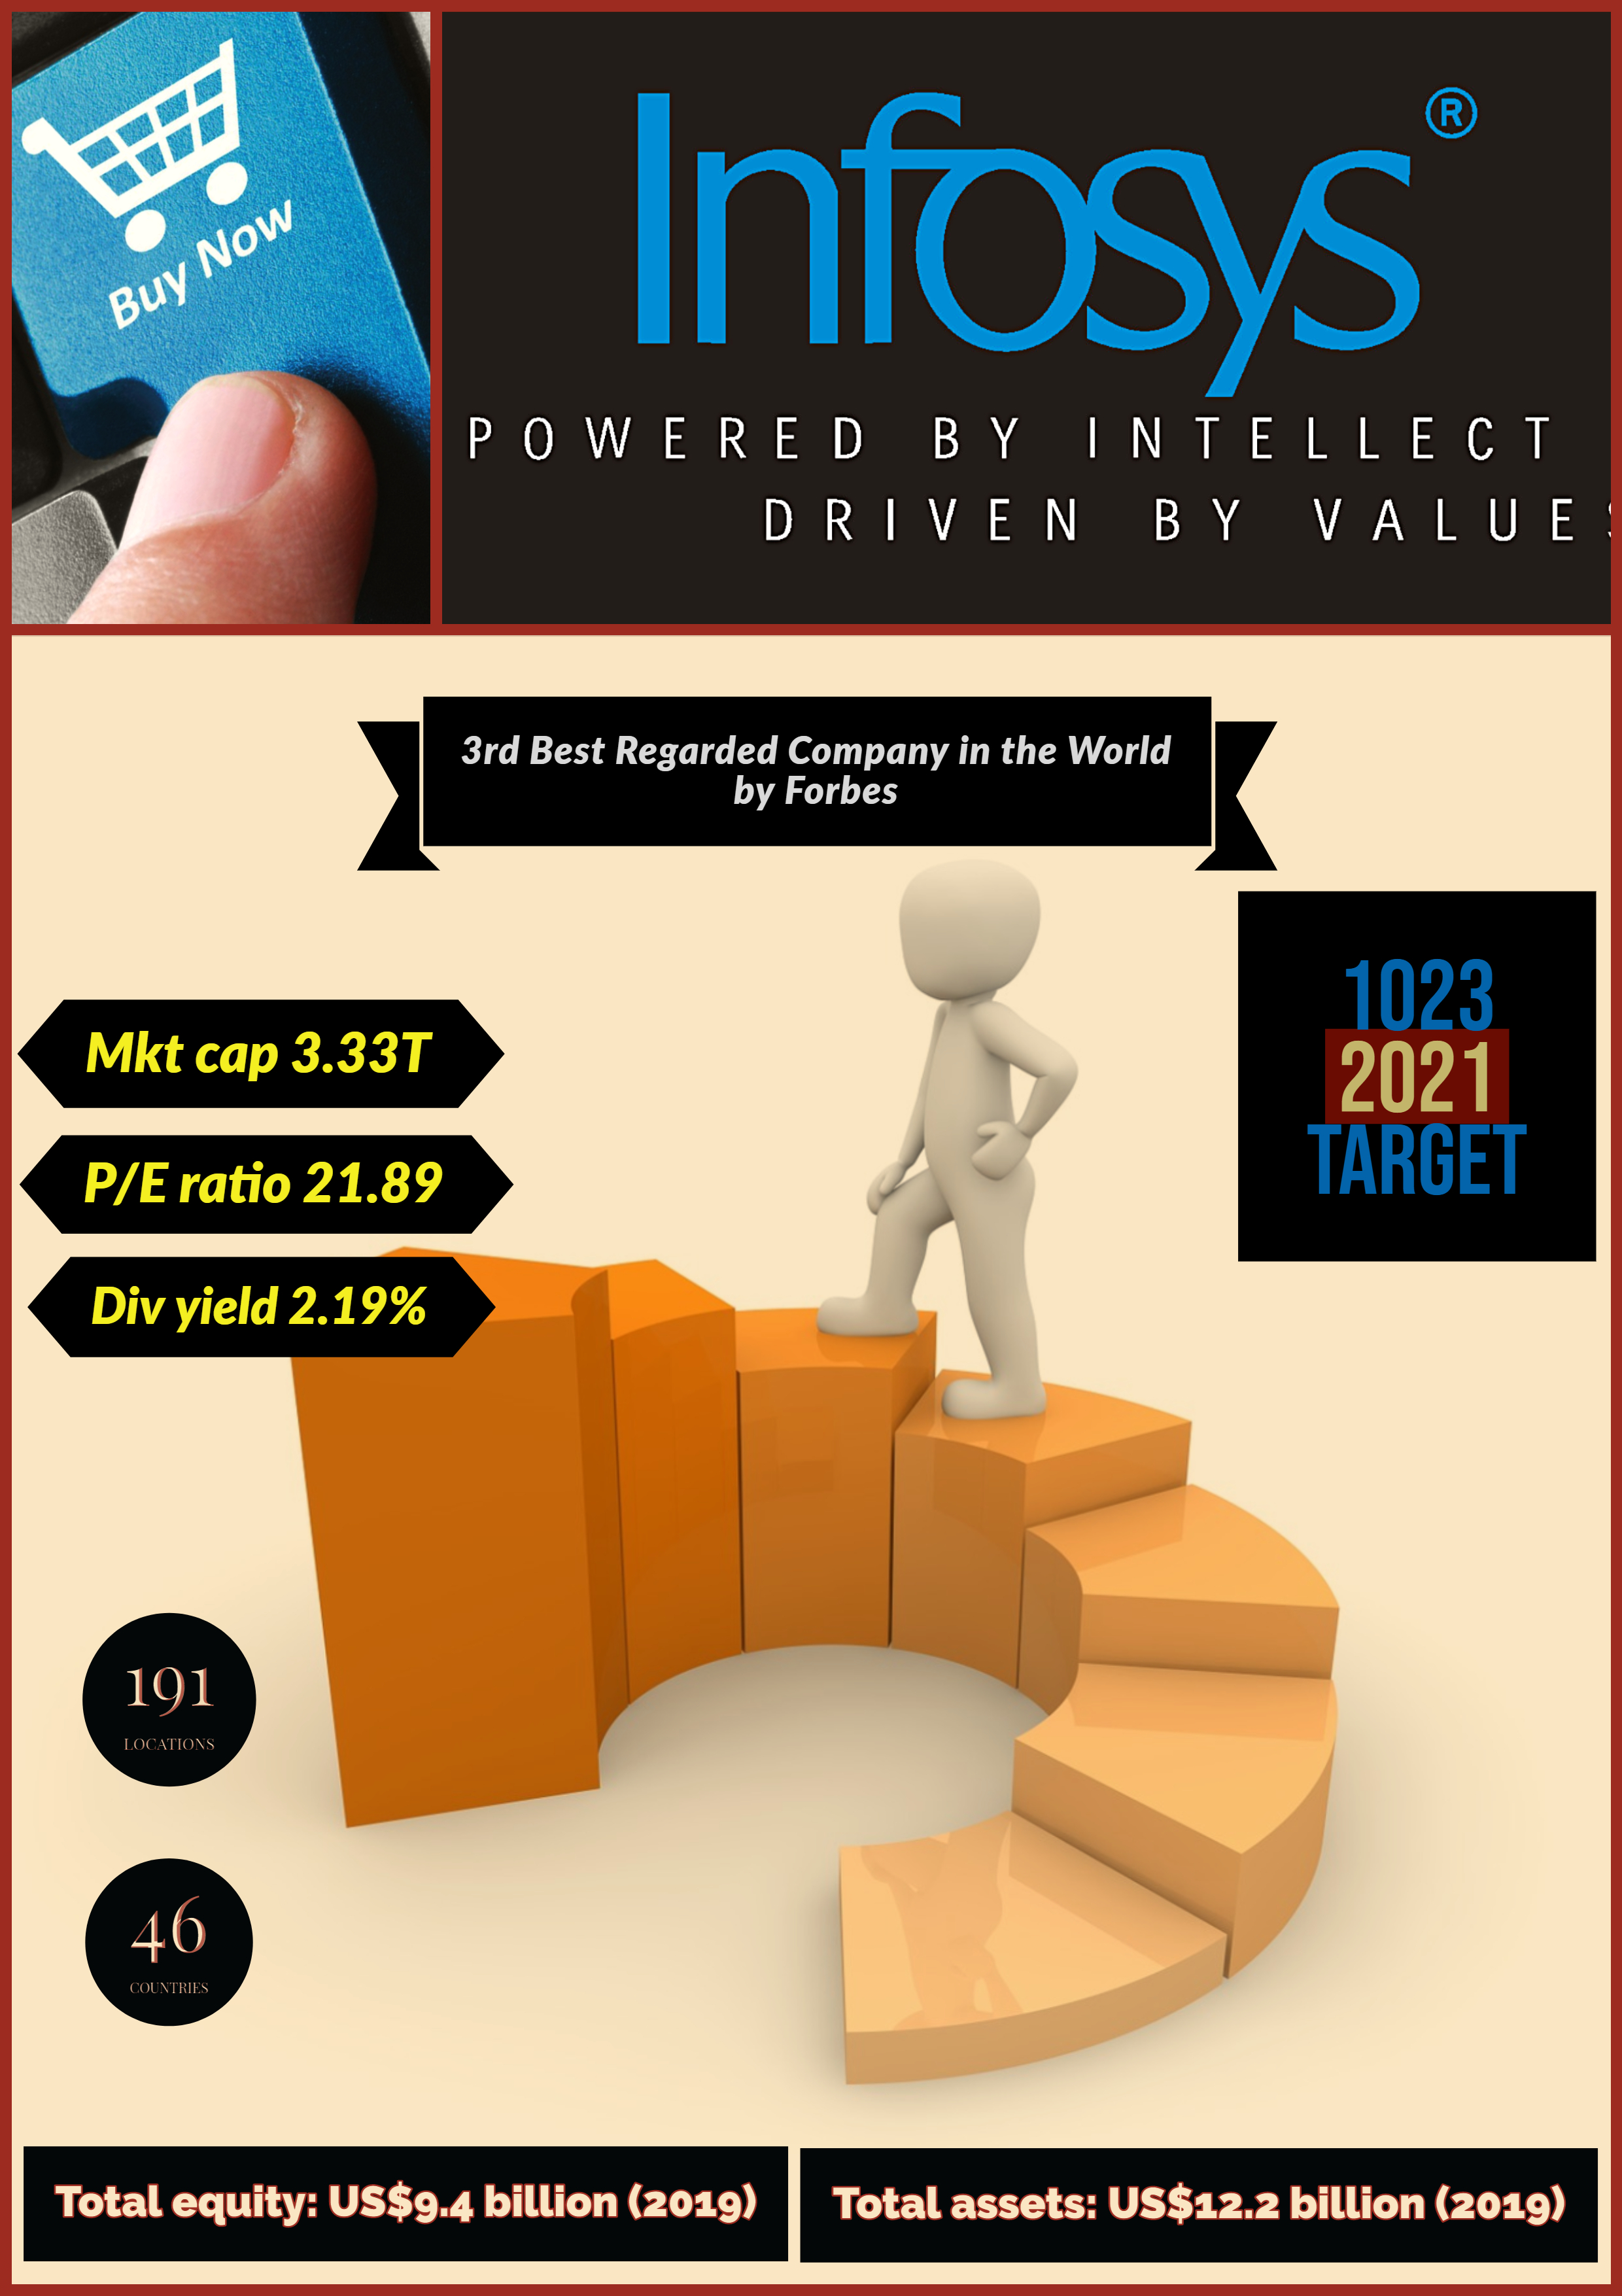 Buy Now
Infosys®
POWERED BY INTELLECT
DRIVEN BY VALUES
3rd Best Regarded Company in the World
by Forbes
1023
2021
TARGET
Mkt cap 3.33T
P/E ratio 21.89
Div yield 2.19%
191
LOCATIONS
46
COUNTRIES
Total equity: US$9.4 billion (2019)
Total assets: US$12.2 billion (2019)